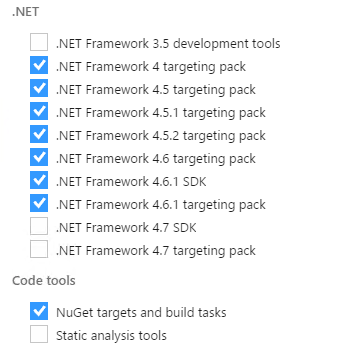 .NET
.NET Framework 3.5 development tools
.NET Framework 4 targeting pack
.NET Framework 4.5 targeting pack
.NET Framework 4.5.1 targeting pack
.NET Framework 4.5.2 targeting pack
.NET Framework 4.6 targeting pack
.NET Framework 4.6.1 SDK
.NET Framework 4.6.1 targeting pack
.NET Framework 4.7 SDK
.NET Framework 4.7 targeting pack
Code tools
NuGet targets and build tasks
Static analysis tools